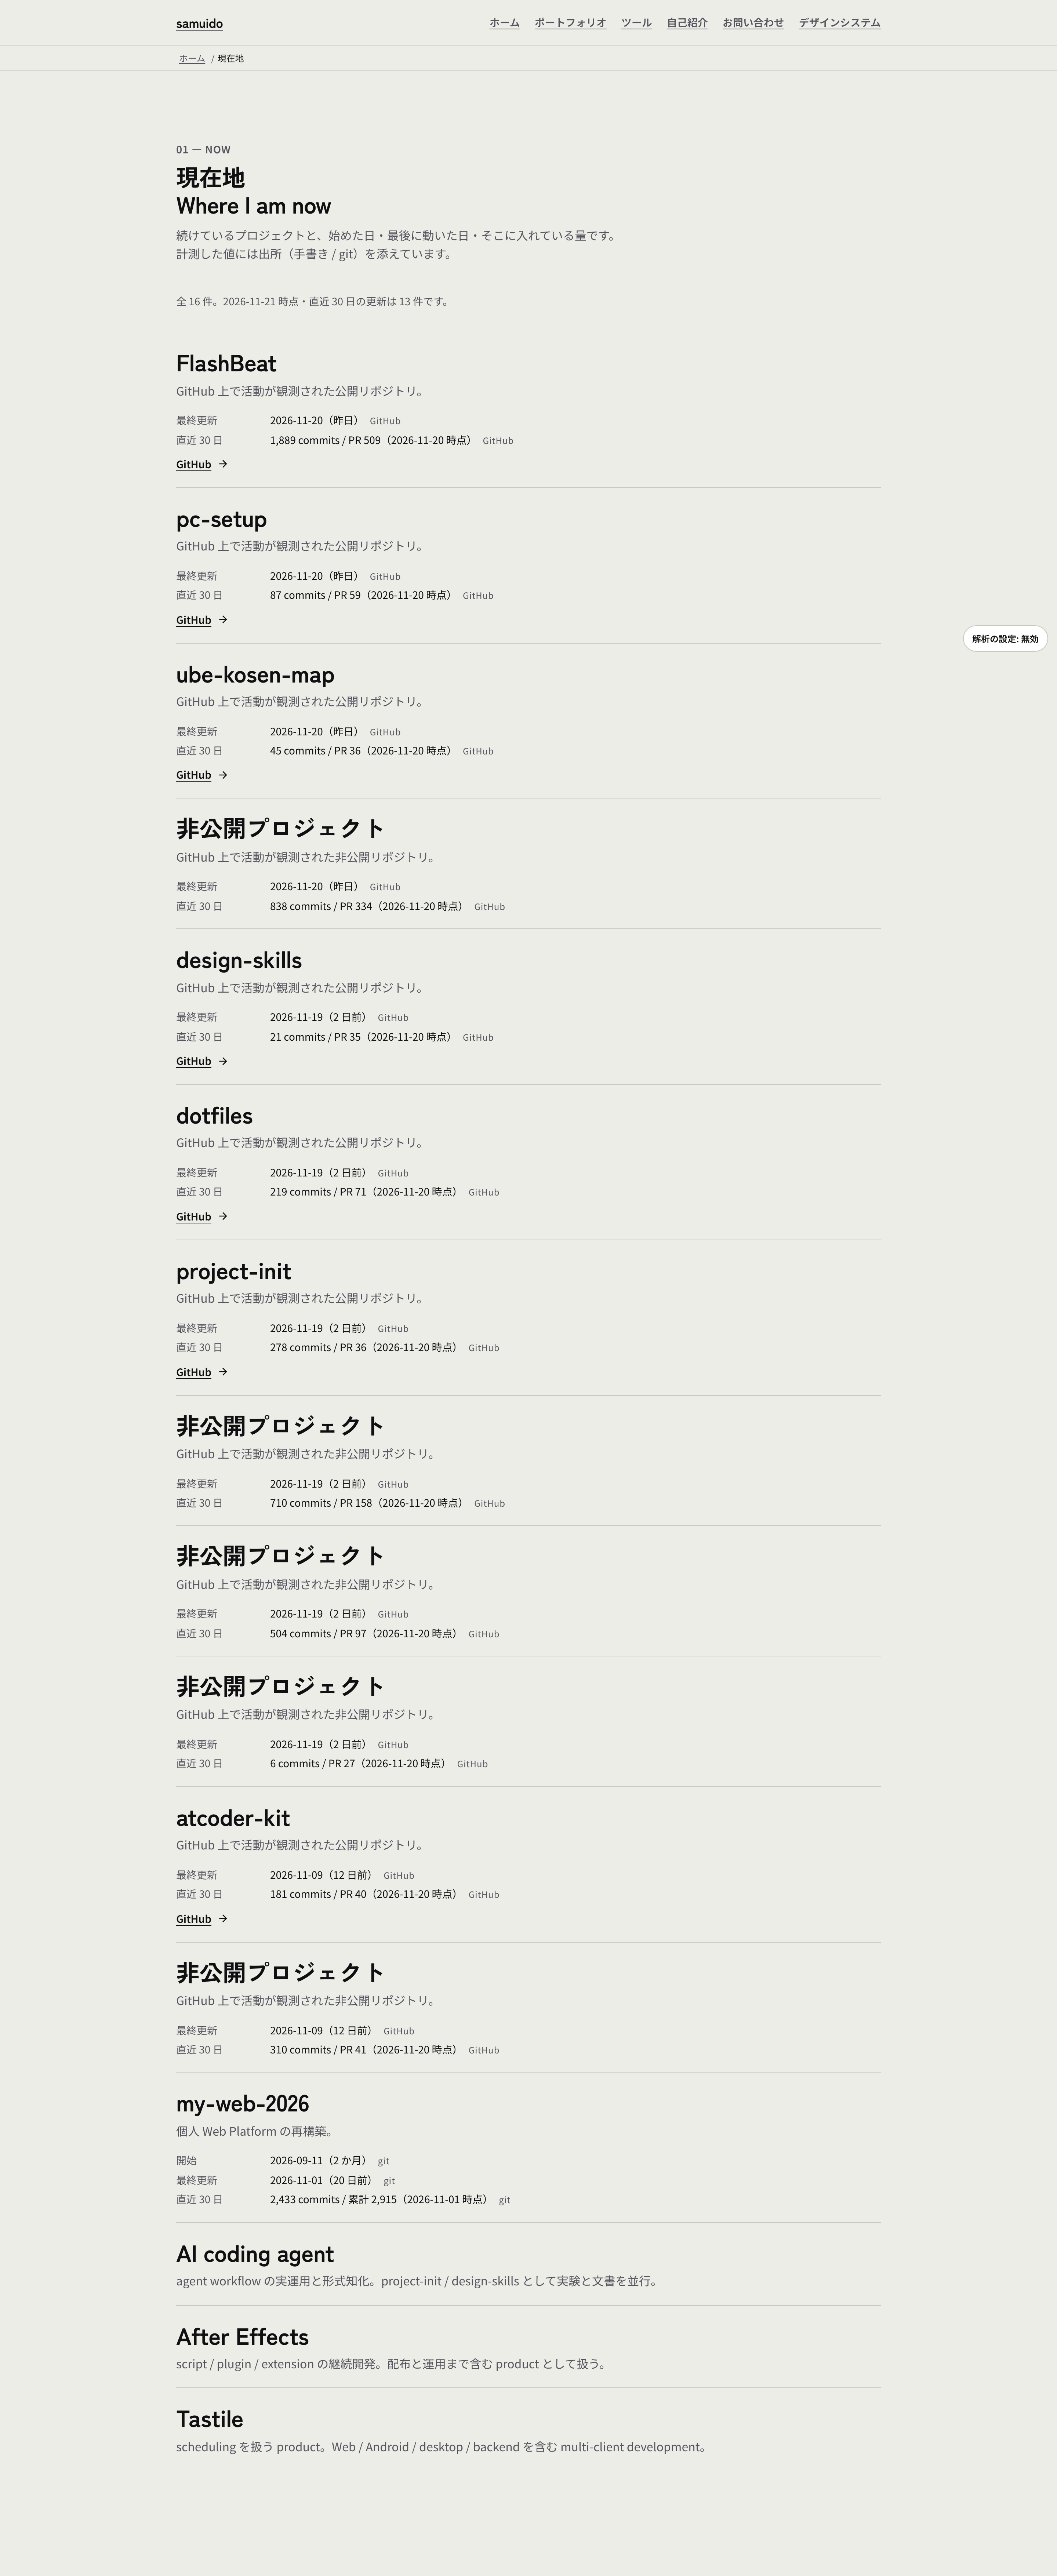 samuido
ホーム ポートフォリオ ツール 自己紹介 お問い合わせ デザインシステム
ホーム / 現在地
01 — NOW
現在地
Where I am now
続けているプロジェクトと、始めた日・最後に動いた日・そこに入れている量です。
計測した値には出所（手書き / git）を添えています。
全 16 件。2026-11-21 時点・直近 30 日の更新は 13 件です。
FlashBeat
GitHub 上で活動が観測された公開リポジトリ。
最終更新 2026-11-20（昨日） GitHub
直近 30 日 1,889 commits / PR 509（2026-11-20 時点） GitHub
GitHub →
pc-setup
GitHub 上で活動が観測された公開リポジトリ。
最終更新 2026-11-20（昨日） GitHub
直近 30 日 87 commits / PR 59（2026-11-20 時点） GitHub
GitHub →
解析の設定: 無効
ube-kosen-map
GitHub 上で活動が観測された公開リポジトリ。
最終更新 2026-11-20（昨日） GitHub
直近 30 日 45 commits / PR 36（2026-11-20 時点） GitHub
GitHub →
非公開プロジェクト
GitHub 上で活動が観測された非公開リポジトリ。
最終更新 2026-11-20（昨日） GitHub
直近 30 日 838 commits / PR 334（2026-11-20 時点） GitHub
design-skills
GitHub 上で活動が観測された公開リポジトリ。
最終更新 2026-11-19（2 日前） GitHub
直近 30 日 21 commits / PR 35（2026-11-20 時点） GitHub
GitHub →
dotfiles
GitHub 上で活動が観測された公開リポジトリ。
最終更新 2026-11-19（2 日前） GitHub
直近 30 日 219 commits / PR 71（2026-11-20 時点） GitHub
GitHub →
project-init
GitHub 上で活動が観測された公開リポジトリ。
最終更新 2026-11-19（2 日前） GitHub
直近 30 日 278 commits / PR 36（2026-11-20 時点） GitHub
GitHub →
非公開プロジェクト
GitHub 上で活動が観測された非公開リポジトリ。
最終更新 2026-11-19（2 日前） GitHub
直近 30 日 710 commits / PR 158（2026-11-20 時点） GitHub
非公開プロジェクト
GitHub 上で活動が観測された非公開リポジトリ。
最終更新 2026-11-19（2 日前） GitHub
直近 30 日 504 commits / PR 97（2026-11-20 時点） GitHub
非公開プロジェクト
GitHub 上で活動が観測された非公開リポジトリ。
最終更新 2026-11-19（2 日前） GitHub
直近 30 日 6 commits / PR 27（2026-11-20 時点） GitHub
atcoder-kit
GitHub 上で活動が観測された公開リポジトリ。
最終更新 2026-11-09（12 日前） GitHub
直近 30 日 181 commits / PR 40（2026-11-20 時点） GitHub
GitHub →
非公開プロジェクト
GitHub 上で活動が観測された非公開リポジトリ。
最終更新 2026-11-09（12 日前） GitHub
直近 30 日 310 commits / PR 41（2026-11-20 時点） GitHub
my-web-2026
個人 Web Platform の再構築。
開始 2026-09-11（2 か月） git
最終更新 2026-11-01（20 日前） git
直近 30 日 2,433 commits / 累計 2,915（2026-11-01 時点） git
AI coding agent
agent workflow の実運用と形式知化。project-init / design-skills として実験と文書を並行。
After Effects
script / plugin / extension の継続開発。配布と運用まで含む product として扱う。
Tastile
scheduling を扱う product。Web / Android / desktop / backend を含む multi-client development。